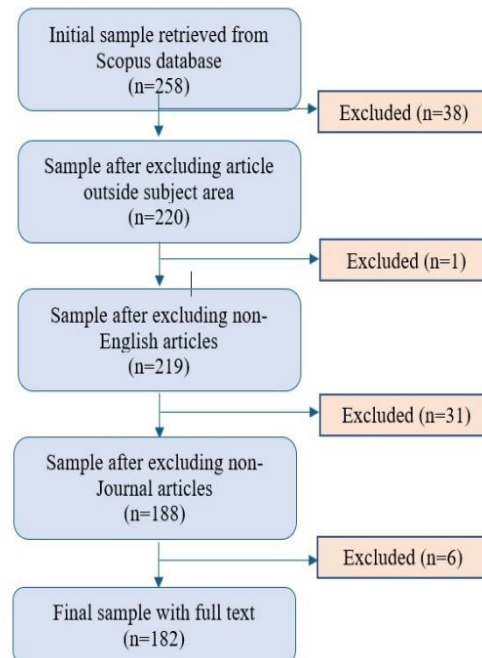 Initial sample retrieved from
Scopus database
(n=258)
Excluded (n=38)
Sample after excluding article
outside subject area
(n=220)
Excluded (n=1)
Sample after excluding non-
English articles
(n=219)
Excluded (n=31)
Sample after excluding non-
Journal articles
(n=188)
Excluded (n=6)
Final sample with full text
(n=182)